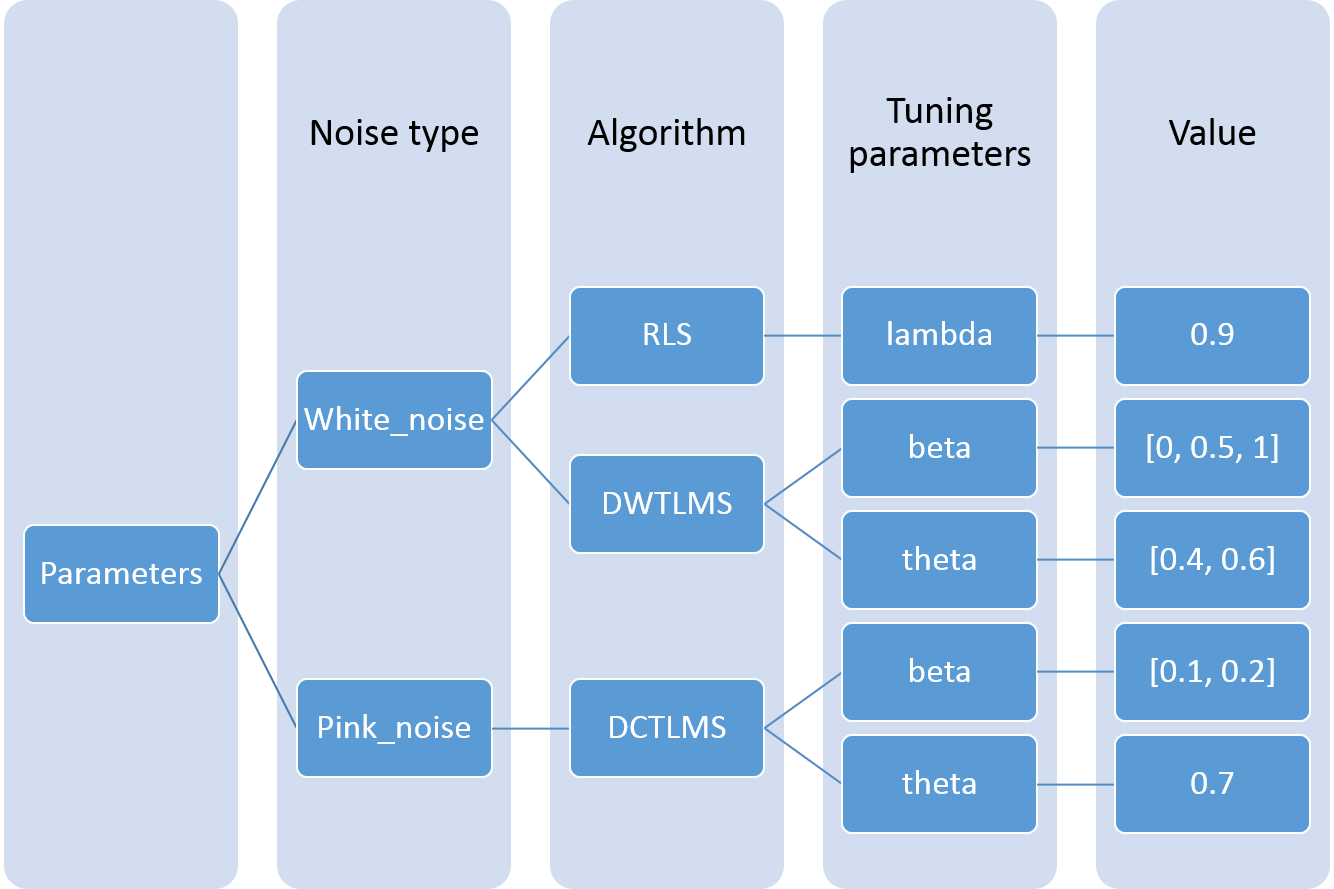 Noise type
Algorithm
Tuning
parameters
Value
Parameters
White_noise
Pink_noise
RLS
DWTLMS
DCTLMS
lambda
beta
theta
beta
theta
0.9
[0, 0.5, 1]
[0.4, 0.6]
[0.1, 0.2]
0.7